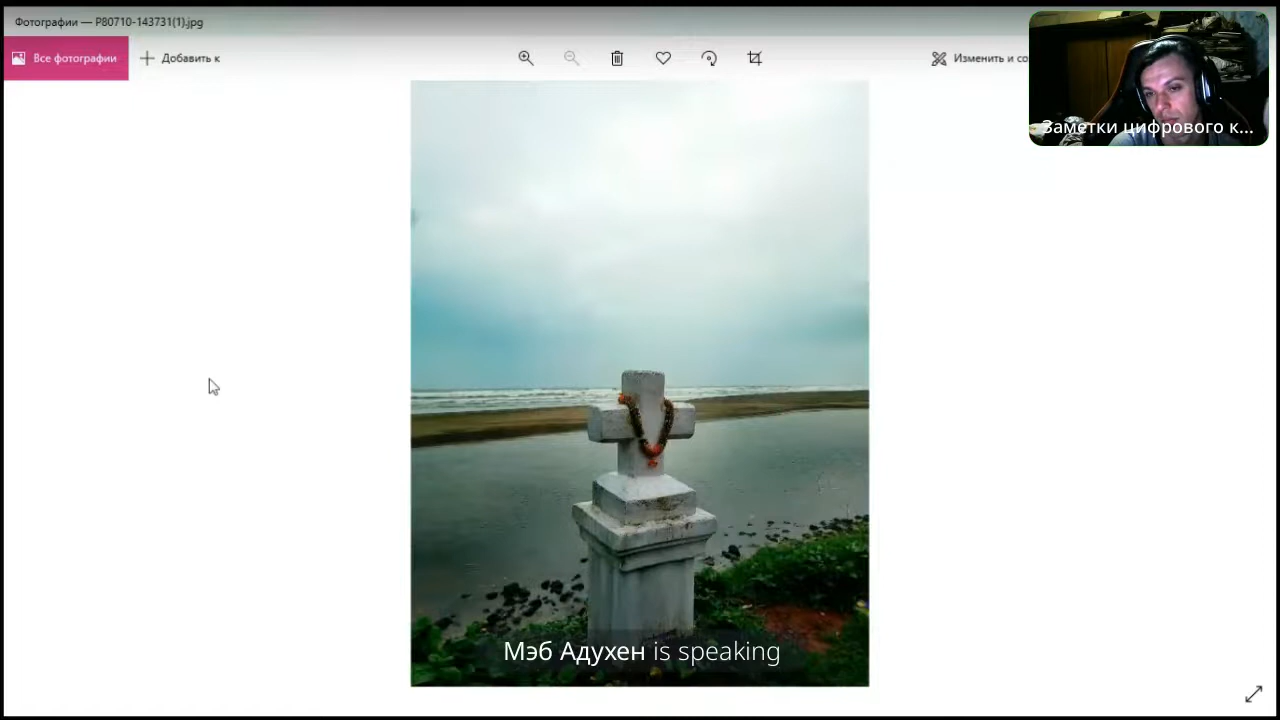 Фотографии — P80710-143731(1).jpg
Все фотографии
Добавить к
Изменить и со
Заметки цифрового к...
Мэб Адухен is speaking